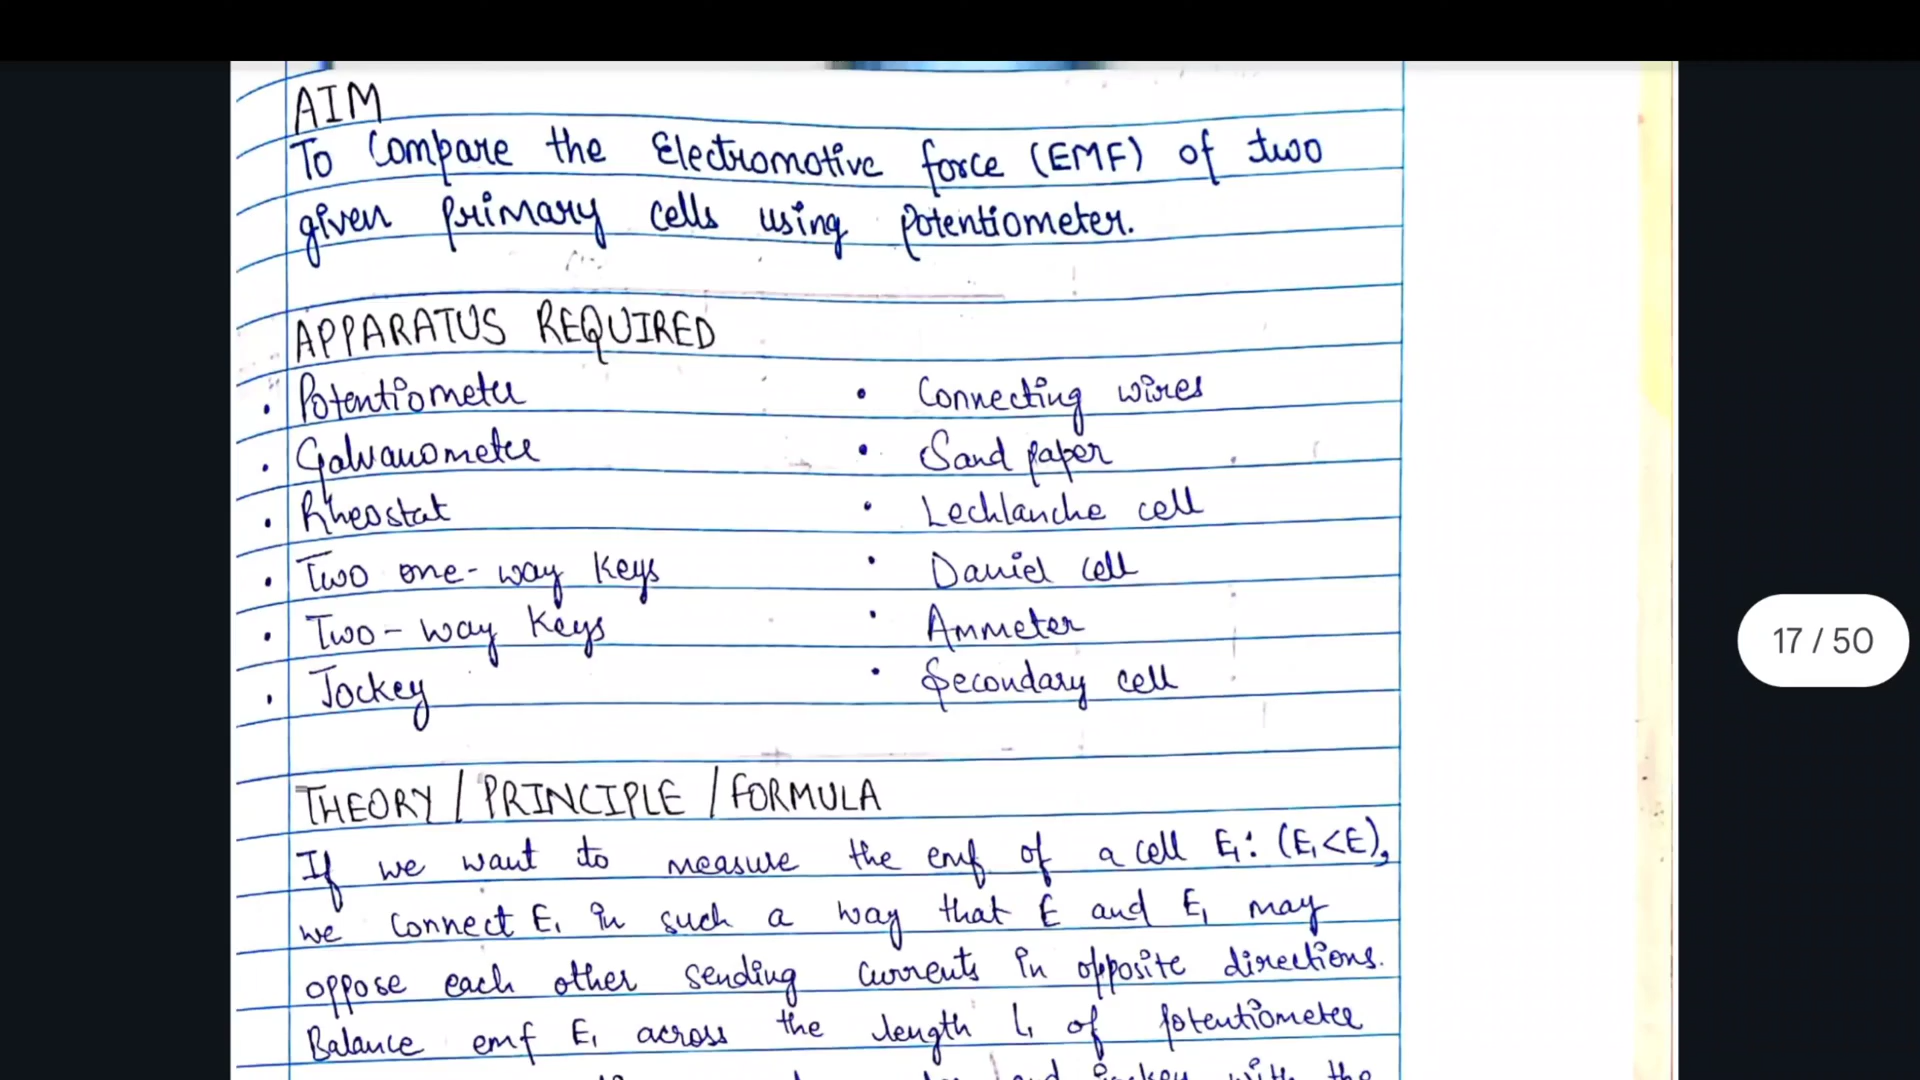 AIM
To Compare the Electromotive force (EMF) of two
given primary cells using potentiometer.
APPARATUS REQUIRED
• Potentiometer • Connecting wires
• Galvanometer • Sand paper
• Rheostat • Lechlanche cell
• Two one-way keys • Daniel cell
• Two-way keys • Ammeter
• Jockey • Secondary cell
17 / 50
THEORY/PRINCIPLE/FORMULA
If we want to measure the emf of a cell E₁: (E₁<E),
we connect E₁ in such a way that E and E₁ may
oppose each other sending currents in opposite directions.
Balance emf E₁ across the length l₁ of potentiometer
jockey with the